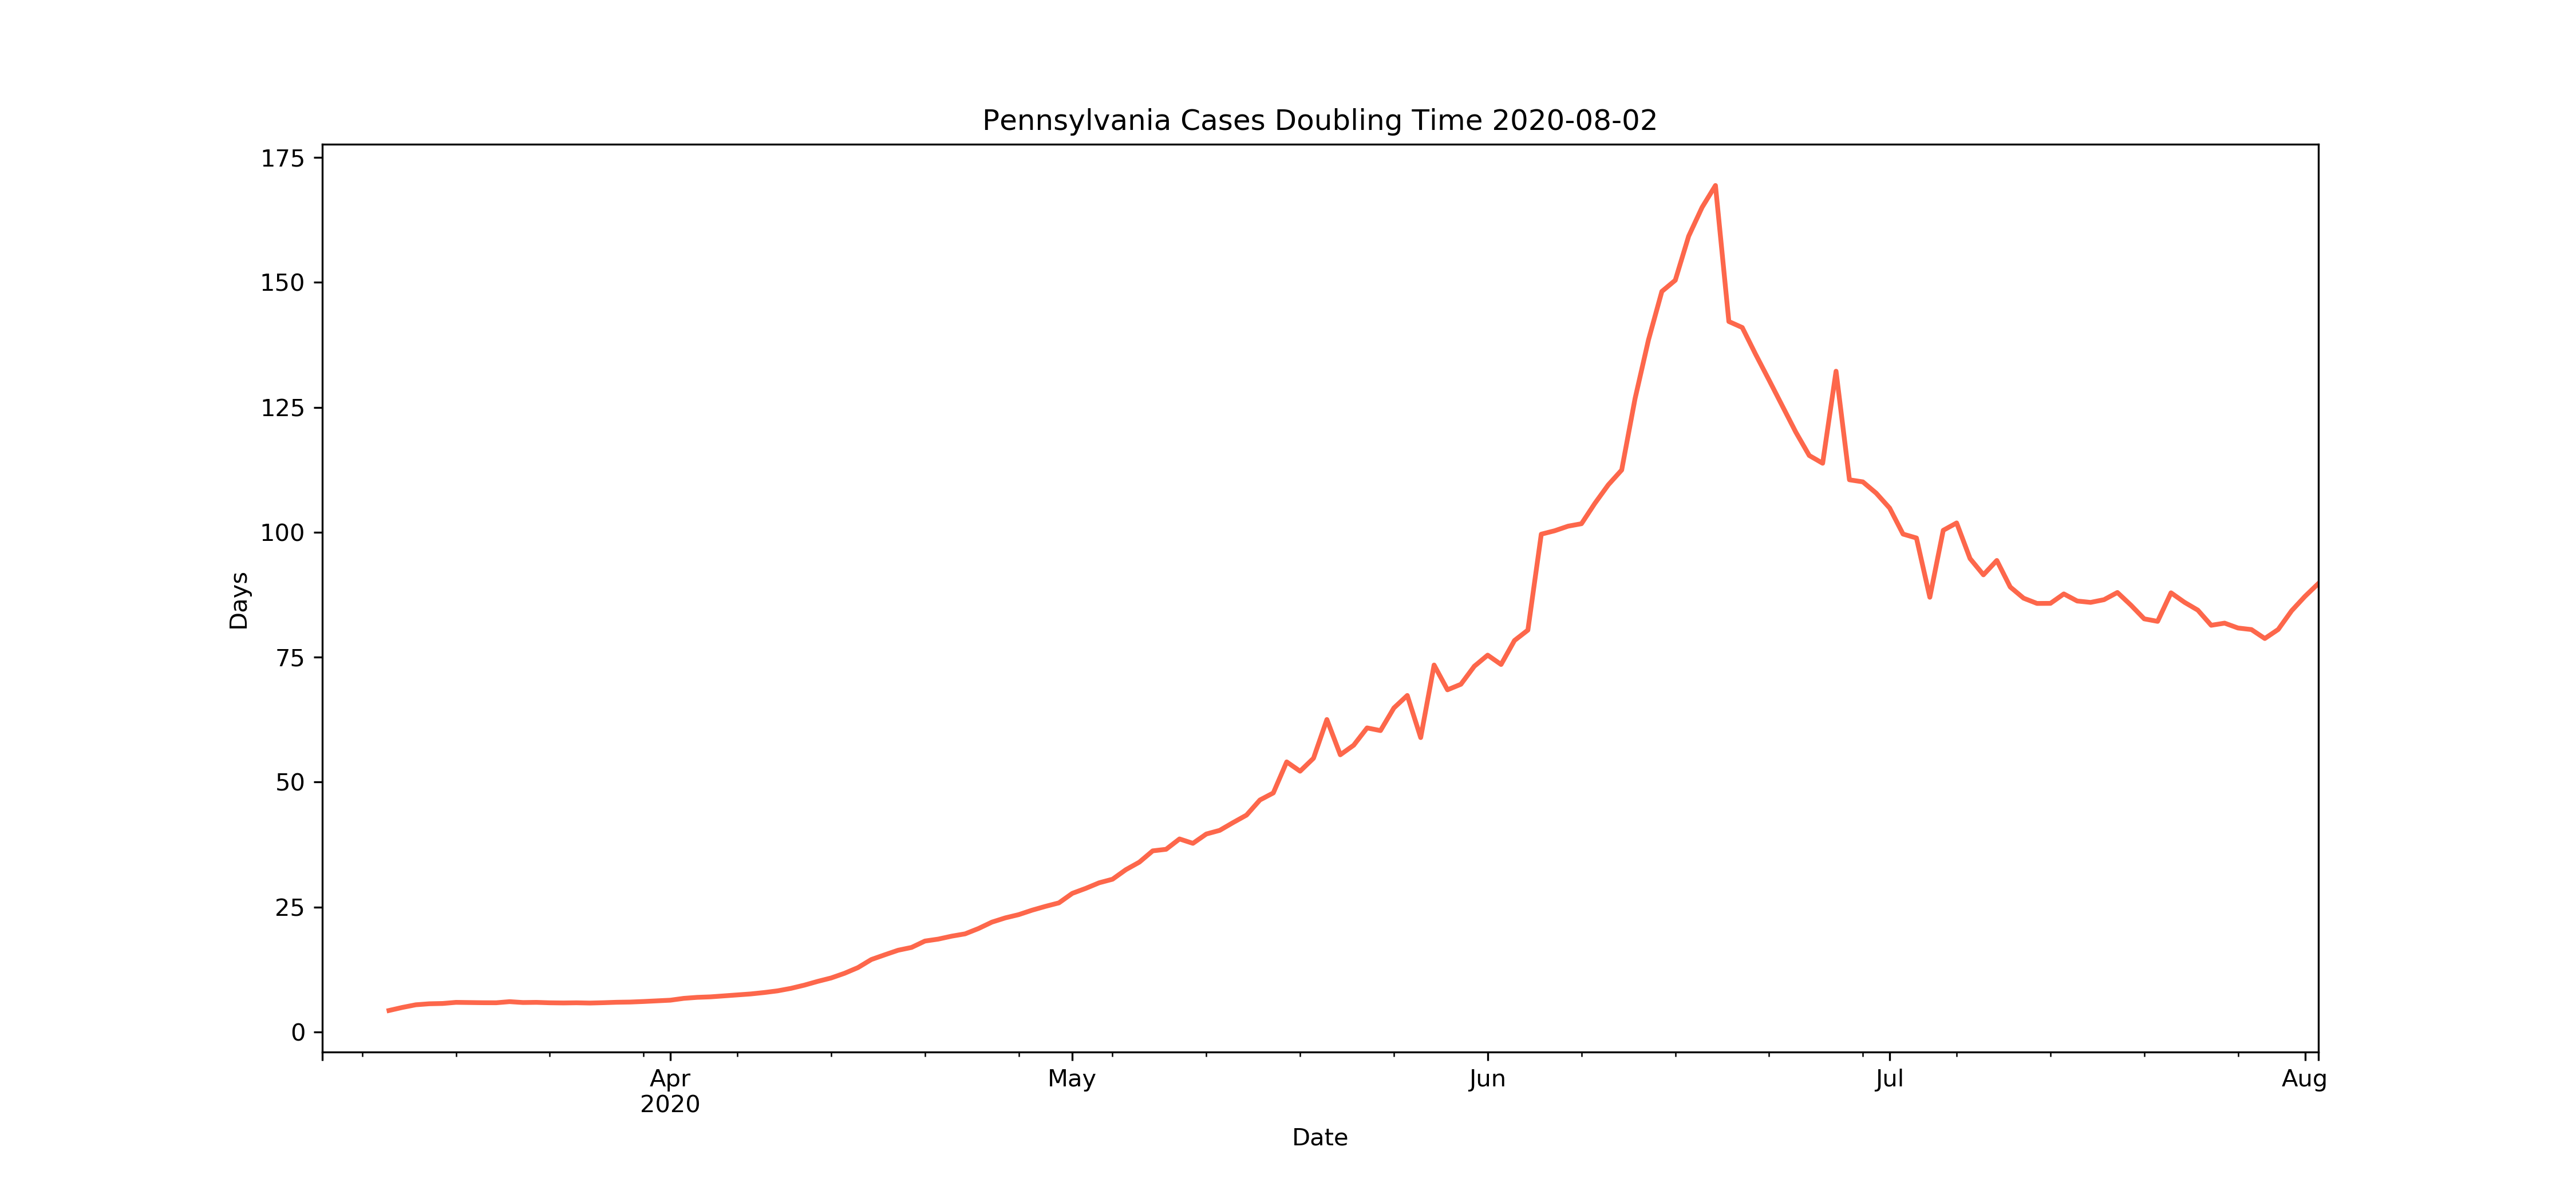 Pennsylvania Cases Doubling Time 2020-08-02
175
150
125
100
75
50
25
0
Days
Apr
2020
May
Jun
Jul
Aug
Date